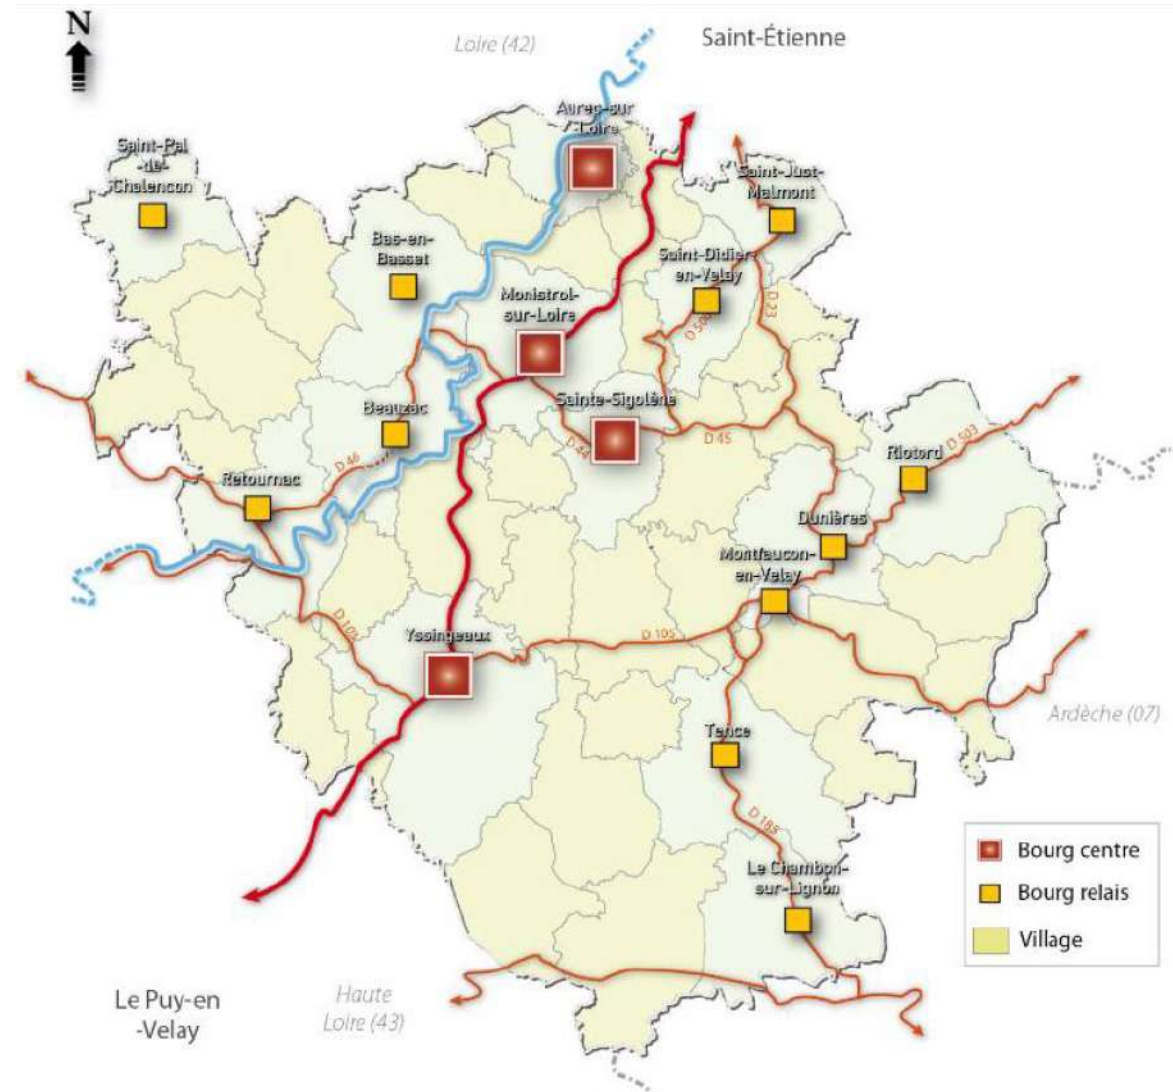 N
Loire (42)
Saint-Étienne
Aurec-sur
-Loire
Saint-Pal
-de-
Chalencon
Saint-Just-
Malmont
Bas-en-
Basset
Saint-Didier-
en-Velay
Monistrol-
sur-Loire
D 500
D 23
Beauzac
Sainte-Sigolène
D 44
D 45
D 503
Riotord
Retournac
D 46
Dunières
Montfaucon-
en-Velay
D 103
Yssingeaux
D 105
Ardèche (07)
Tence
D 185
Le Chambon-
sur-Lignon
Bourg centre
Bourg relais
Village
Le Puy-en
-Velay
Haute
Loire (43)